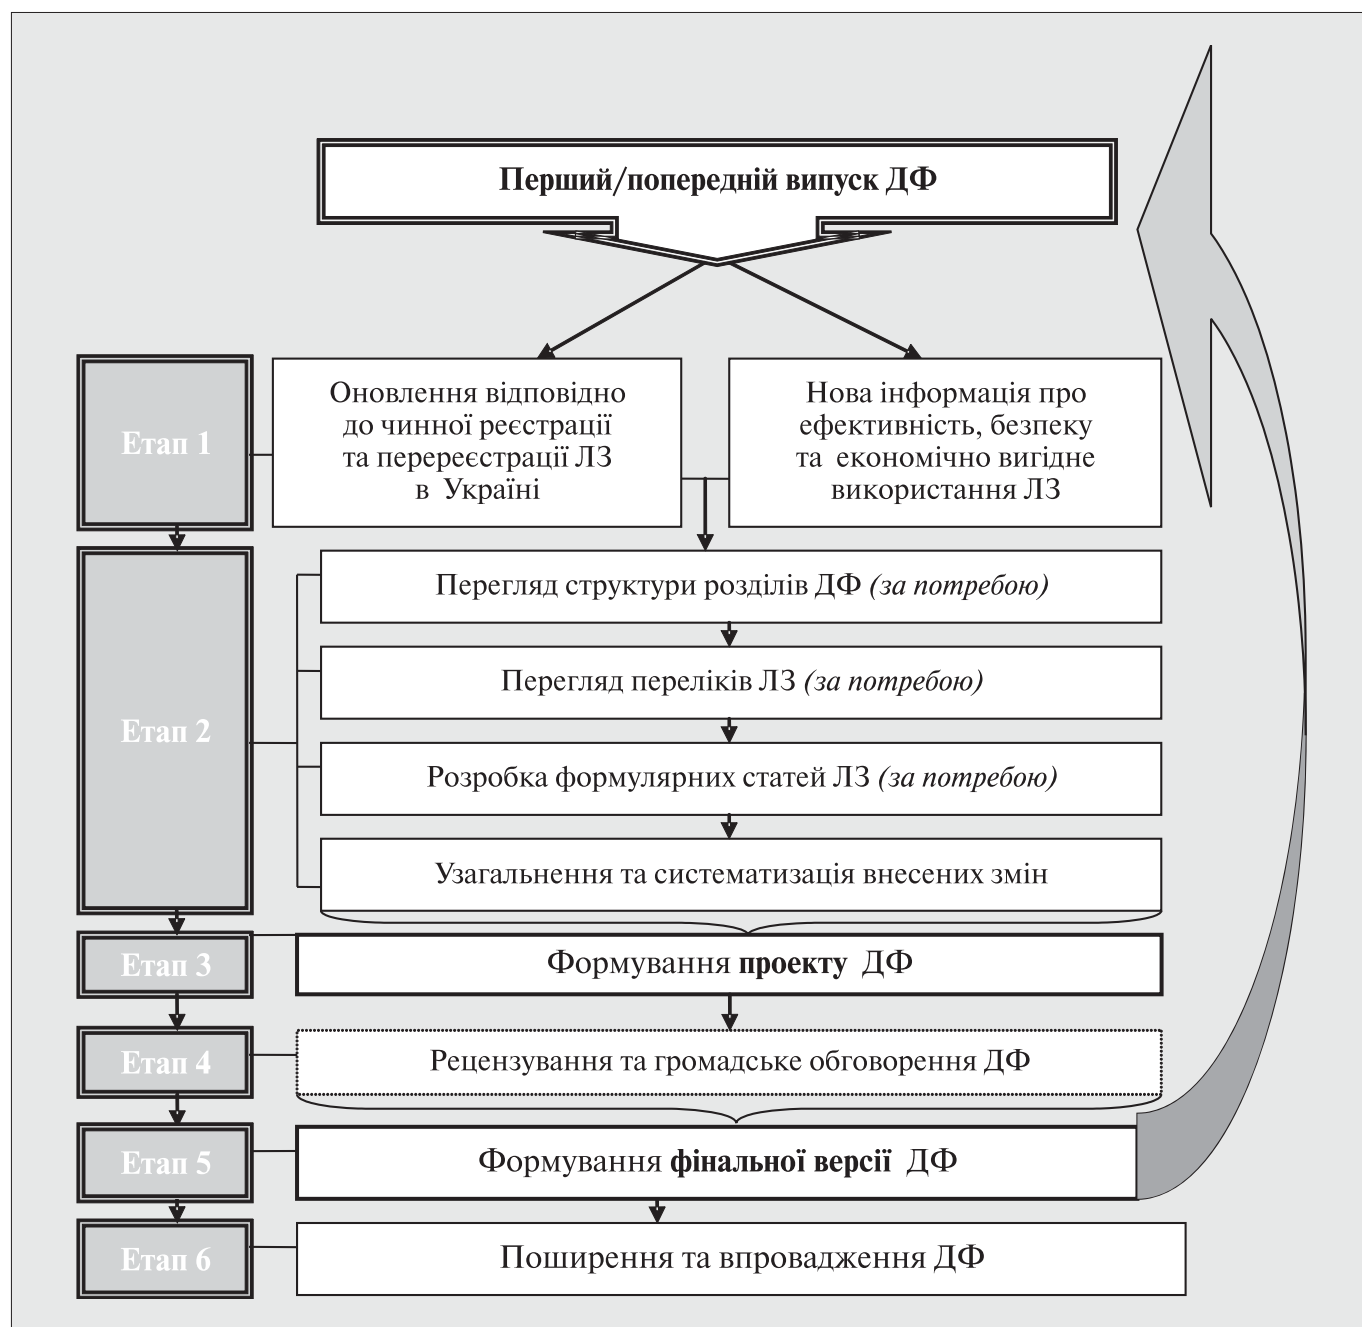 Перший/попередній випуск ДФ
Етап 1
Оновлення відповідно
до чинної реєстрації
та перереєстрації ЛЗ
в Україні
Нова інформація про
ефективність, безпеку
та економічно вигідне
використання ЛЗ
Етап 2
Перегляд структури розділів ДФ (за потребою)
Перегляд переліків ЛЗ (за потребою)
Розробка формулярних статей ЛЗ (за потребою)
Узагальнення та систематизація внесених змін
Етап 3
Формування проекту ДФ
Етап 4
Рецензування та громадське обговорення ДФ
Етап 5
Формування фінальної версії ДФ
Етап 6
Поширення та впровадження ДФ